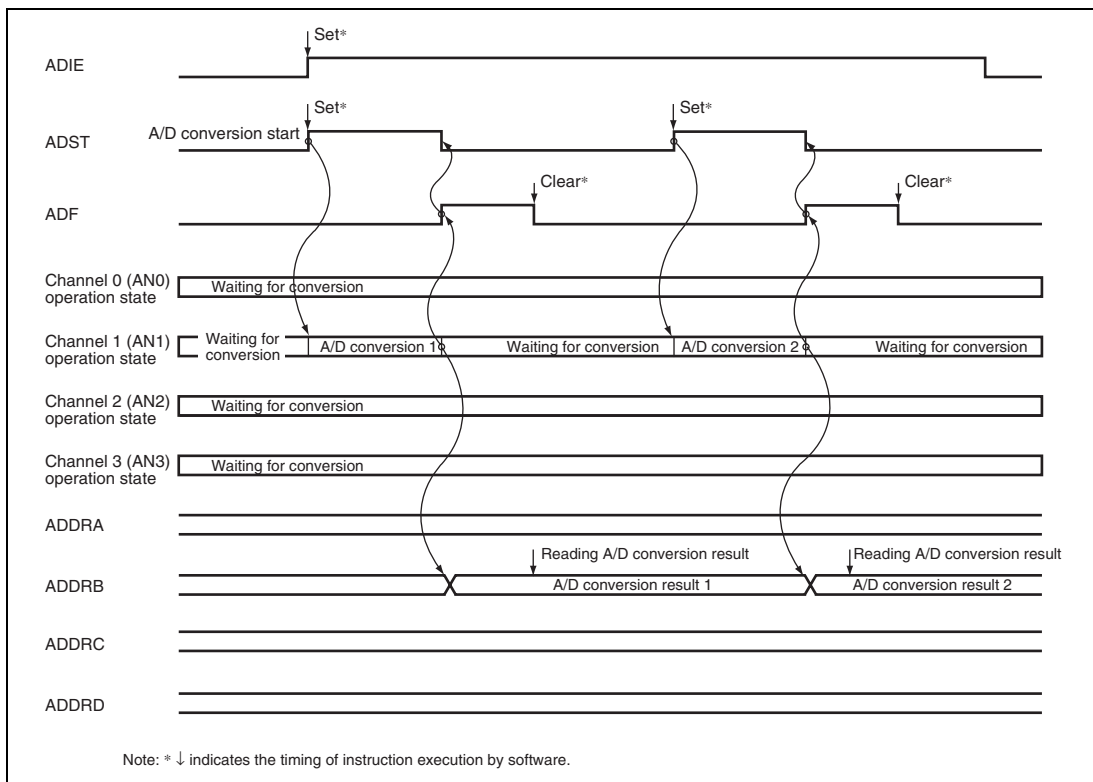 Set*
ADIE
Set*
Set*
A/D conversion start
ADST
Clear*
Clear*
ADF
Channel 0 (AN0)
operation state
Waiting for conversion
Channel 1 (AN1)
operation state
Waiting for
conversion
A/D conversion 1
Waiting for conversion
A/D conversion 2
Waiting for conversion
Channel 2 (AN2)
operation state
Waiting for conversion
Channel 3 (AN3)
operation state
Waiting for conversion
ADDRA
Reading A/D conversion result
Reading A/D conversion result
ADDRB
A/D conversion result 1
A/D conversion result 2
ADDRC
ADDRD
Note: * ↓ indicates the timing of instruction execution by software.